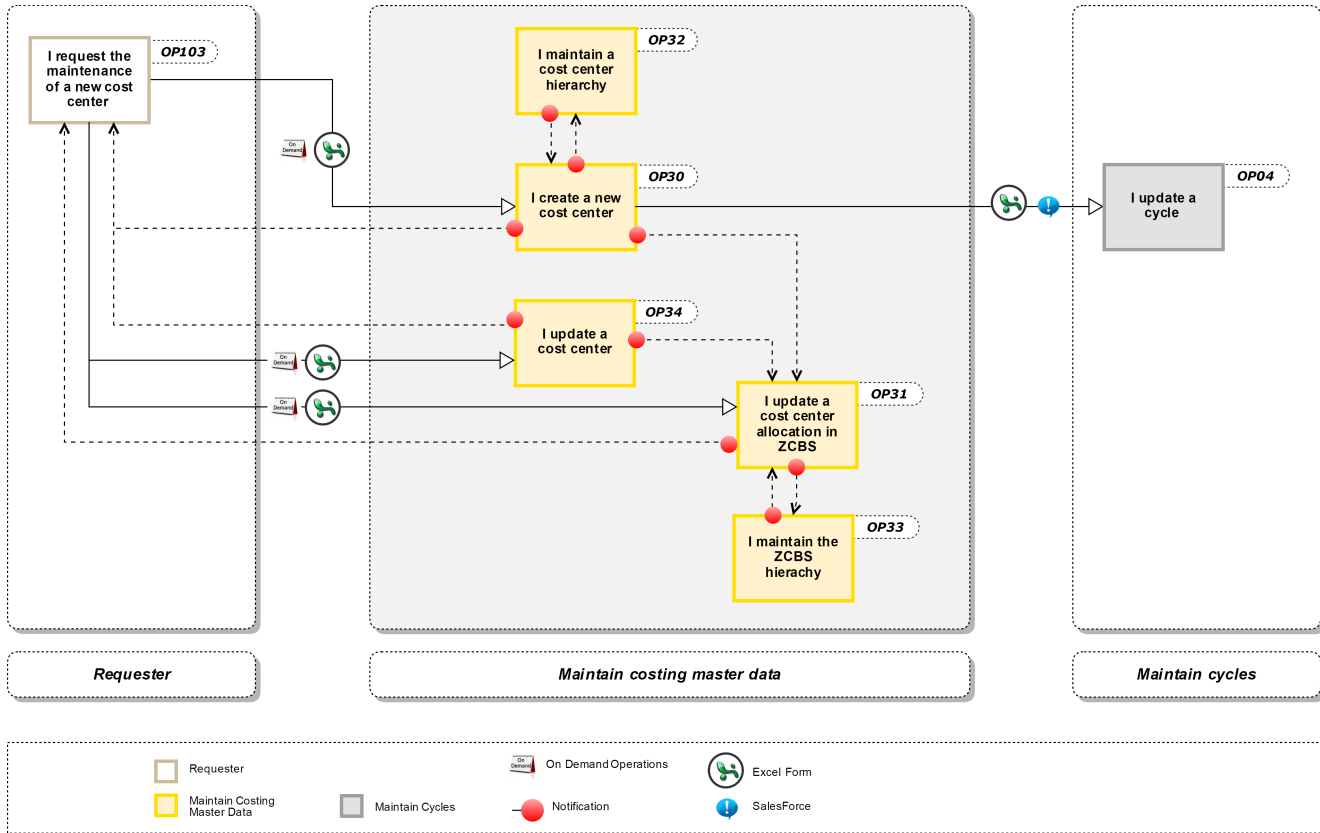 OP103
I request the
maintenance
of a new cost
center
OP32
I maintain a
cost center
hierarchy
On
Demand
OP30
I create a new
cost center
OP04
I update a
cycle
OP34
I update a
cost center
On
Demand
On
Demand
OP31
I update a
cost center
allocation in
ZCBS
OP33
I maintain the
ZCBS
hierachy
Requester
Maintain costing master data
Maintain cycles
Requester
On
Demand
On Demand Operations
Excel Form
Maintain Costing
Master Data
Maintain Cycles
Notification
SalesForce